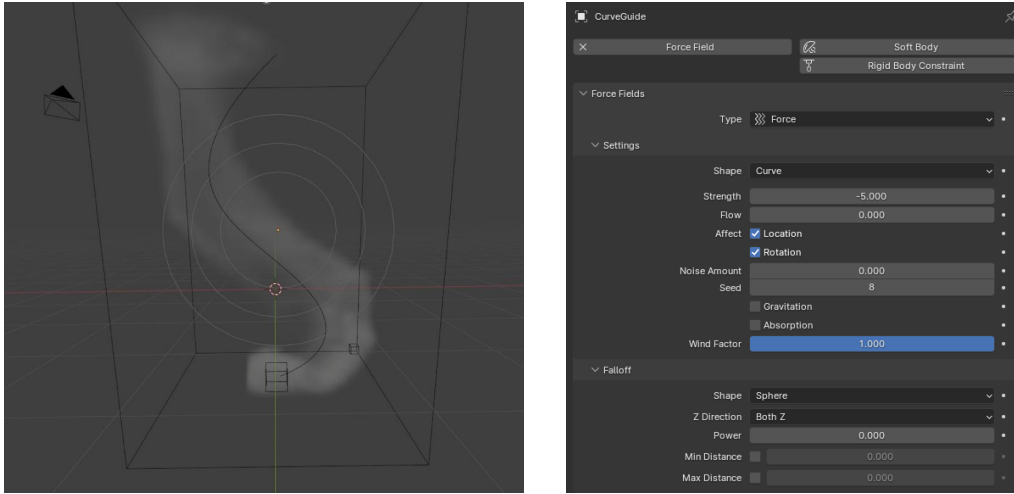 CurveGuide
Force Field
Soft Body
Rigid Body Constraint
Force Fields
Type Force
Settings
Shape Curve
Strength -5.000
Flow 0.000
Affect Location
Rotation
Noise Amount 0.000
Seed 8
Gravitation
Absorption
Wind Factor 1.000
Falloff
Shape Sphere
Z Direction Both Z
Power 0.000
Min Distance 0.000
Max Distance 0.000